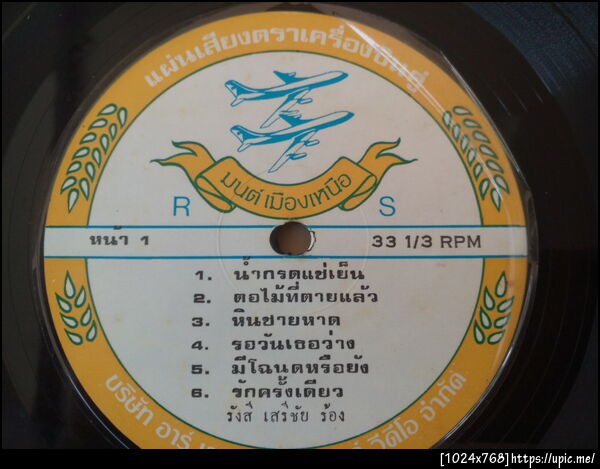 แผ่นเสียงตราเครื่องบินคู่
มนต์เมืองเหนือ
R S
หน้า 1 33 1/3 RPM
1. น้ำกรดแช่เย็น
2. ตอไม้ที่ตายแล้ว
3. หินชายหาด
4. รอวันเธอว่าง
5. มีโฉนดหรือยัง
6. รักครั้งเดียว
รังสี เสรีชัย ร้อง
บริษัท อาร์ วีดีโอ จำกัด
[1024x768]https://upic.me/